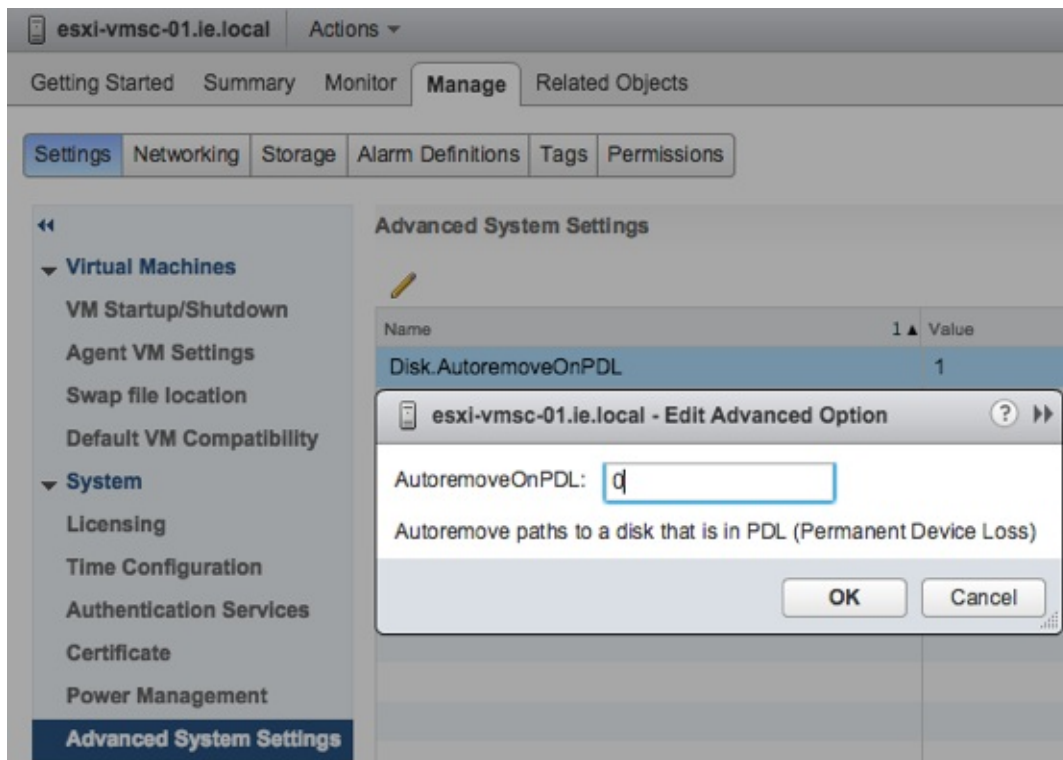 esxi-vmsc-01.ie.local Actions
Getting Started Summary Monitor Manage Related Objects
Settings Networking Storage Alarm Definitions Tags Permissions
Virtual Machines
VM Startup/Shutdown
Agent VM Settings
Swap file location
Default VM Compatibility
System
Licensing
Time Configuration
Authentication Services
Certificate
Power Management
Advanced System Settings
Advanced System Settings
Name 1 Value
Disk.AutoremoveOnPDL 1
esxi-vmsc-01.ie.local - Edit Advanced Option ?
AutoremoveOnPDL: 0
Autoremove paths to a disk that is in PDL (Permanent Device Loss)
OK Cancel